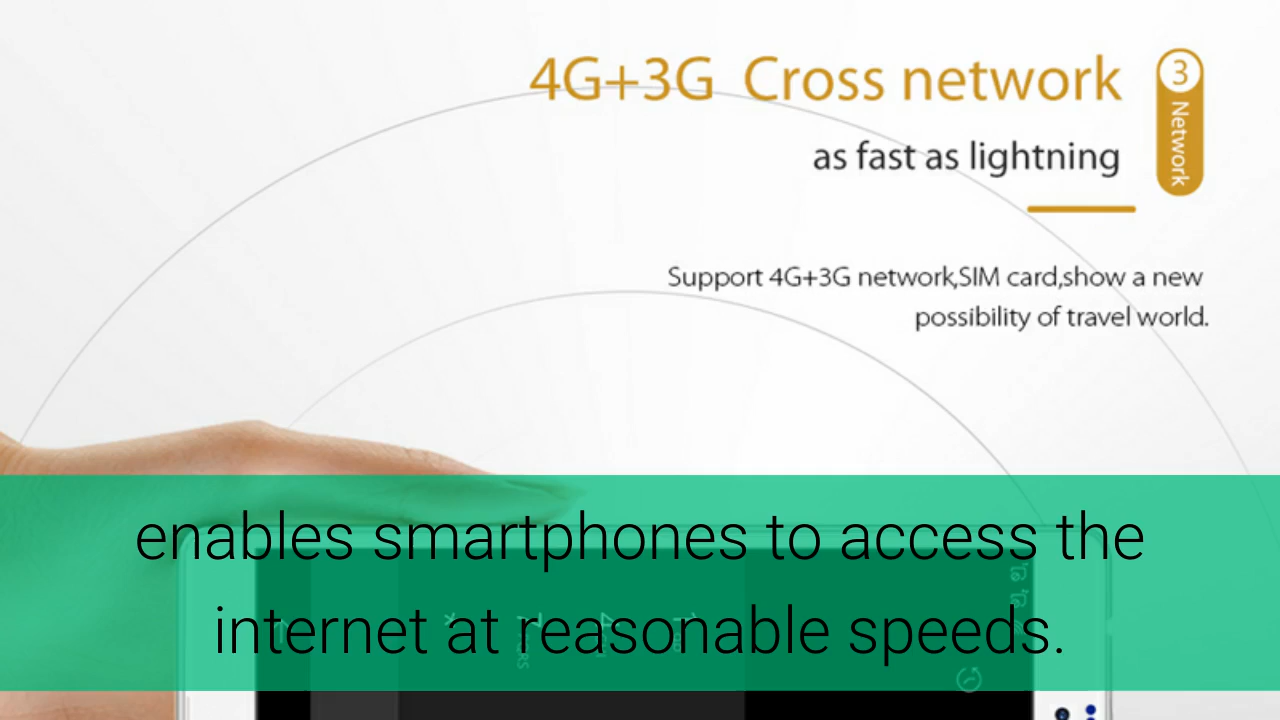 4G+3G Cross network
3
Network
as fast as lightning
Support 4G+3G network,SIM card,show a new
possibility of travel world.
enables smartphones to access the
internet at reasonable speeds.